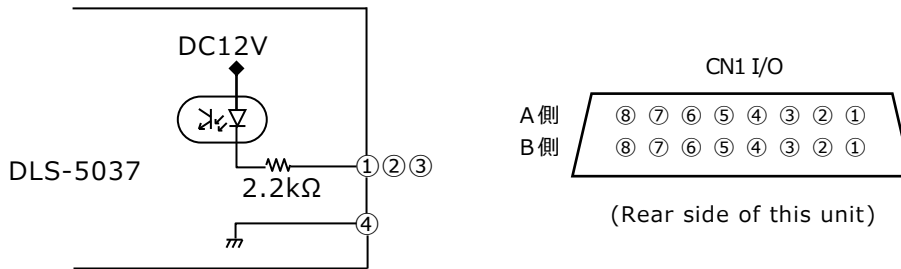 DC12V
DLS-5037
2.2kΩ
①②③
④
CN1 I/O
A側 ⑧ ⑦ ⑥ ⑤ ④ ③ ② ①
B側 ⑧ ⑦ ⑥ ⑤ ④ ③ ② ①
(Rear side of this unit)